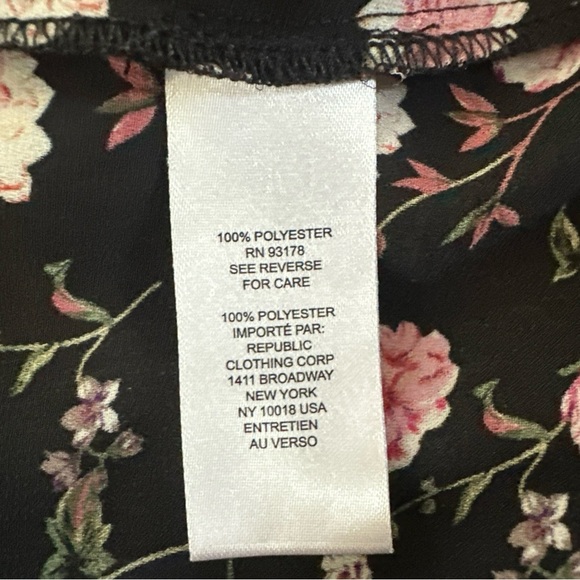 100% POLYESTER
RN 93178
SEE REVERSE
FOR CARE
100% POLYESTER
IMPORTÉ PAR:
REPUBLIC
CLOTHING CORP
1411 BROADWAY
NEW YORK
NY 10018 USA
ENTRETIEN
AU VERSO